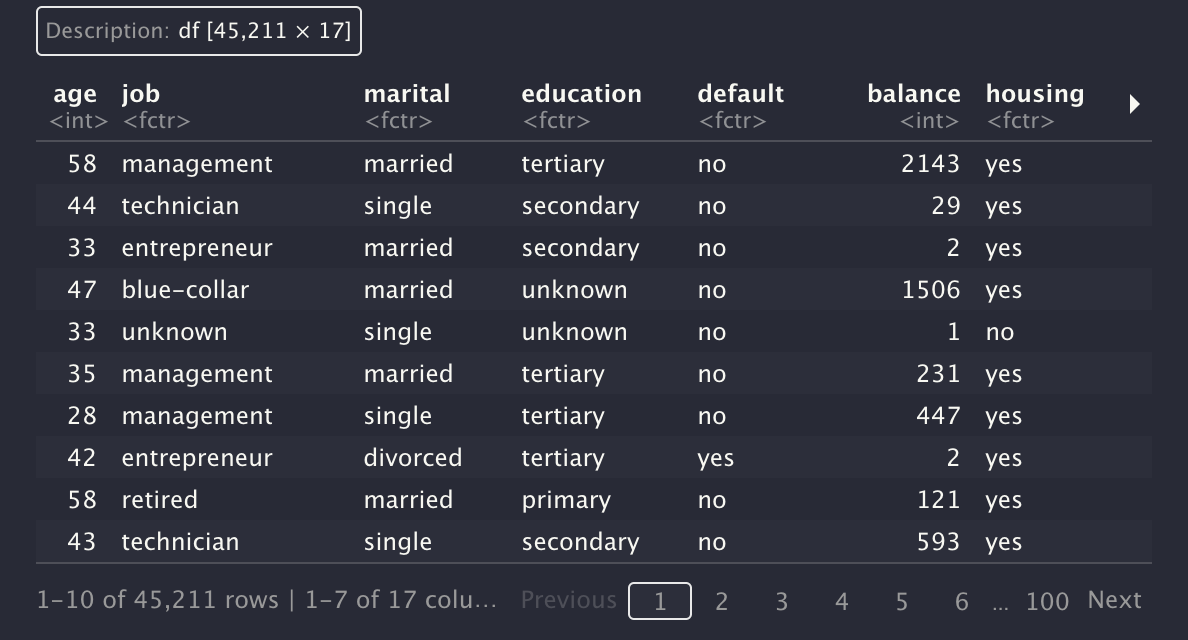 Description: df [45,211 × 17]
age job marital education default balance housing
<int> <fctr> <fctr> <fctr> <fctr> <int> <fctr>
58 management married tertiary no 2143 yes
44 technician single secondary no 29 yes
33 entrepreneur married secondary no 2 yes
47 blue-collar married unknown no 1506 yes
33 unknown single unknown no 1 no
35 management married tertiary no 231 yes
28 management single tertiary no 447 yes
42 entrepreneur divorced tertiary yes 2 yes
58 retired married primary no 121 yes
43 technician single secondary no 593 yes
1-10 of 45,211 rows | 1-7 of 17 colu... Previous 1 2 3 4 5 6 ... 100 Next